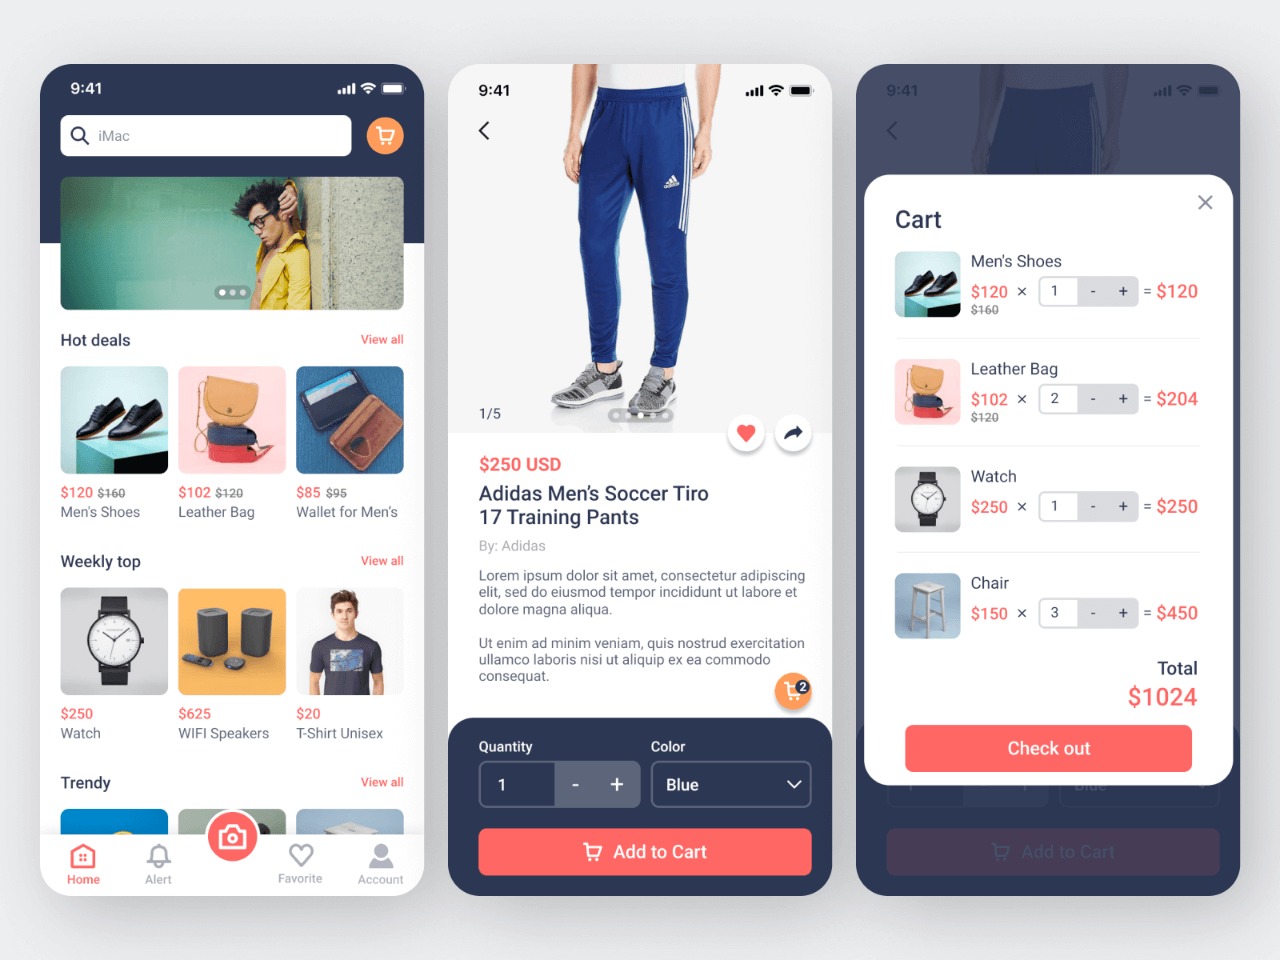 9:41
iMac
Hot deals
View all
$120 $160
Men's Shoes
$102 $120
Leather Bag
$85 $95
Wallet for Men's
Weekly top
View all
$250
Watch
$625
WIFI Speakers
$20
T-Shirt Unisex
Trendy
View all
Home
Alert
Favorite
Account
9:41
adidas
1/5
$250 USD
Adidas Men’s Soccer Tiro
17 Training Pants
By: Adidas
Lorem ipsum dolor sit amet, consectetur adipiscing
elit, sed do eiusmod tempor incididunt ut labore et
dolore magna aliqua.
Ut enim ad minim veniam, quis nostrud exercitation
ullamco laboris nisi ut aliquip ex ea commodo
consequat.
2
Quantity
Color
1 - +
Blue
Add to Cart
9:41
Cart
Men's Shoes
$120 × 1 - + = $120
$160
Leather Bag
$102 × 2 - + = $204
$120
Watch
$250 × 1 - + = $250
Chair
$150 × 3 - + = $450
Total
$1024
Check out
Blue
Add to Cart